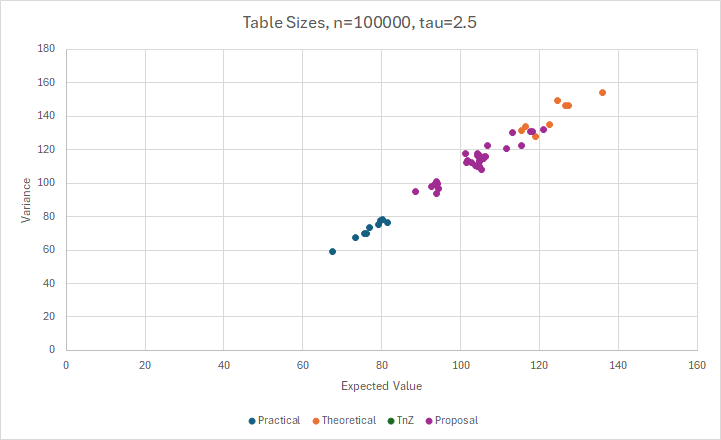 Table Sizes, n=100000, tau=2.5
180
160
140
120
100
80
60
40
20
0
Variance
0 20 40 60 80 100 120 140 160
Expected Value
Practical Theoretical TnZ Proposal